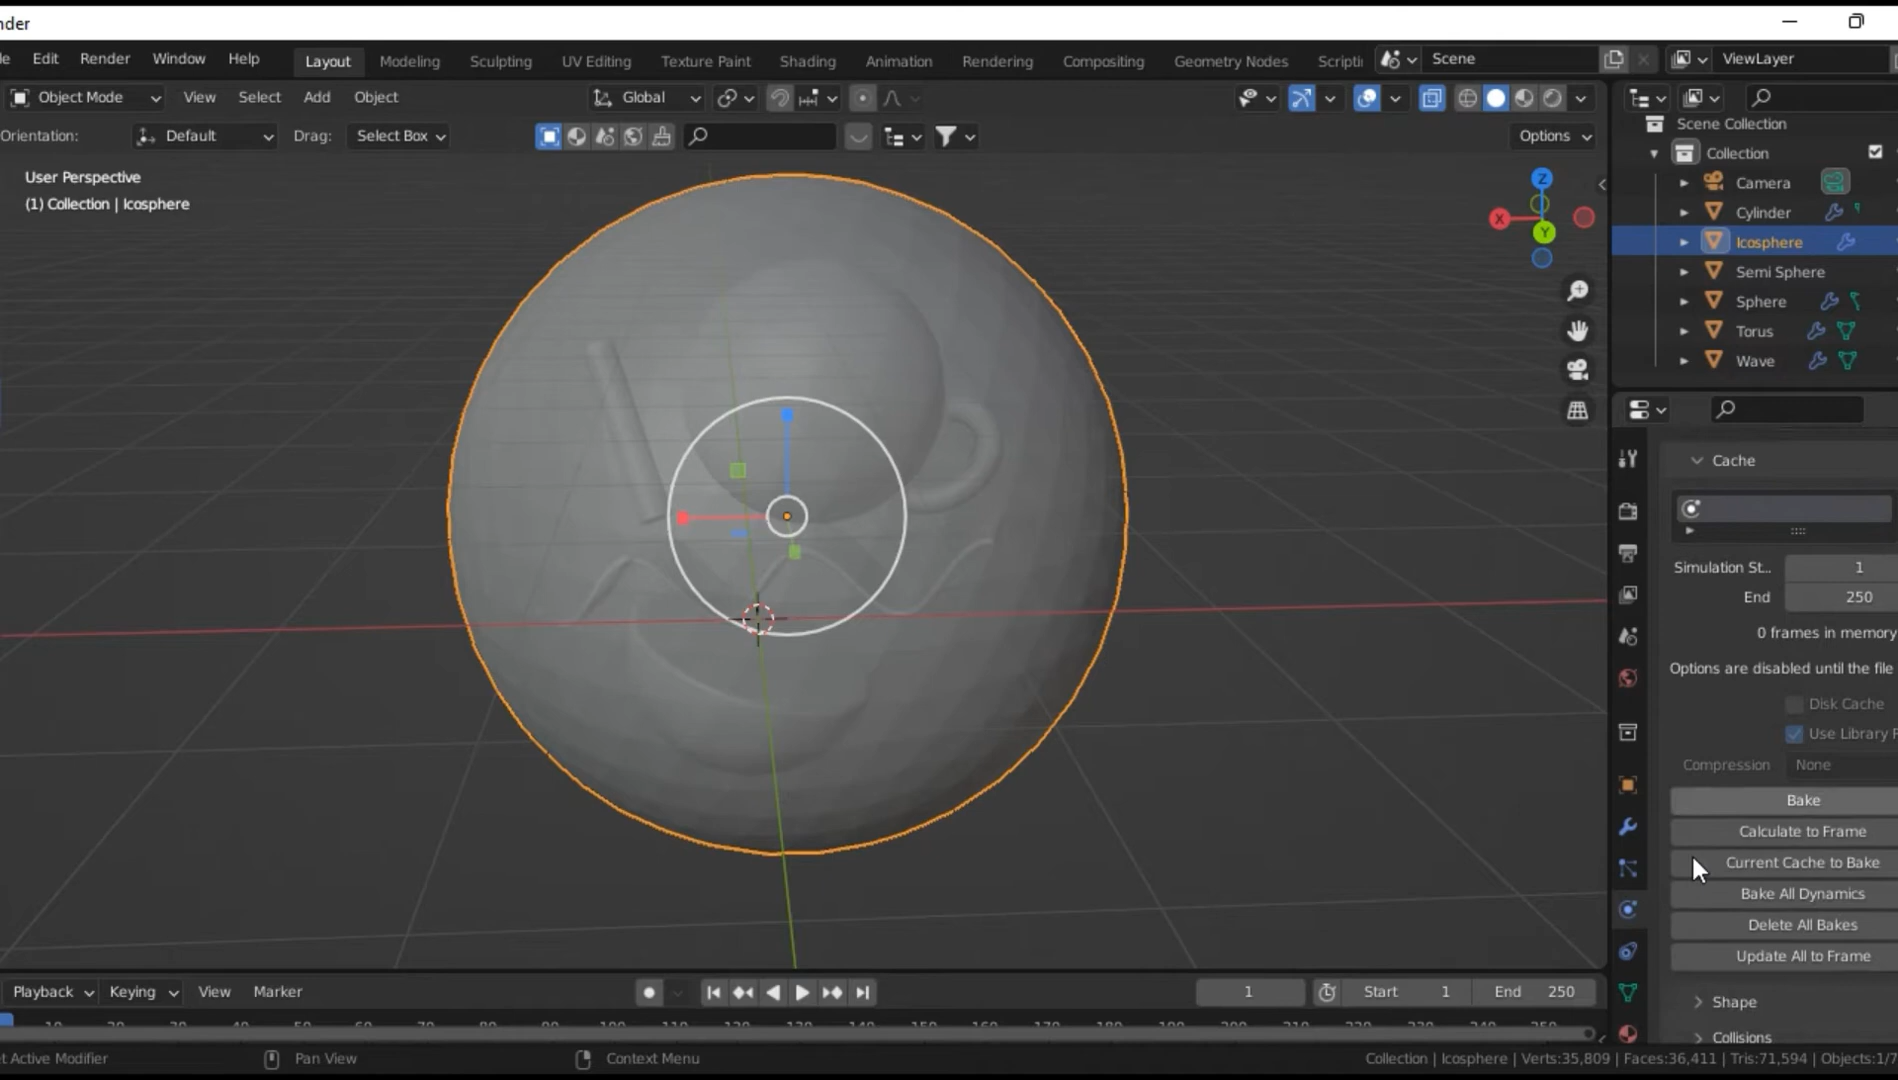 nder
Edit Render Window Help Layout Modeling Sculpting UV Editing Texture Paint Shading Animation Rendering Compositing Geometry Nodes Scripti Scene ViewLayer
Object Mode View Select Add Object Global
Orientation: Default Drag: Select Box Options
User Perspective
(1) Collection | Icosphere
Z
X
Y
Scene Collection
Collection
Camera
Cylinder
Icosphere
Semi Sphere
Sphere
Torus
Wave
Cache
Simulation St... 1
End 250
0 frames in memory
Options are disabled until the file
Disk Cache
Use Library F
Compression None
Bake
Calculate to Frame
Current Cache to Bake
Bake All Dynamics
Delete All Bakes
Update All to Frame
Shape
Collisions
Playback Keying View Marker 1 Start 1 End 250
t Active Modifier Pan View Context Menu Collection | Icosphere | Verts:35,809 | Faces:36,411 | Tris:71,594 | Objects:1/7